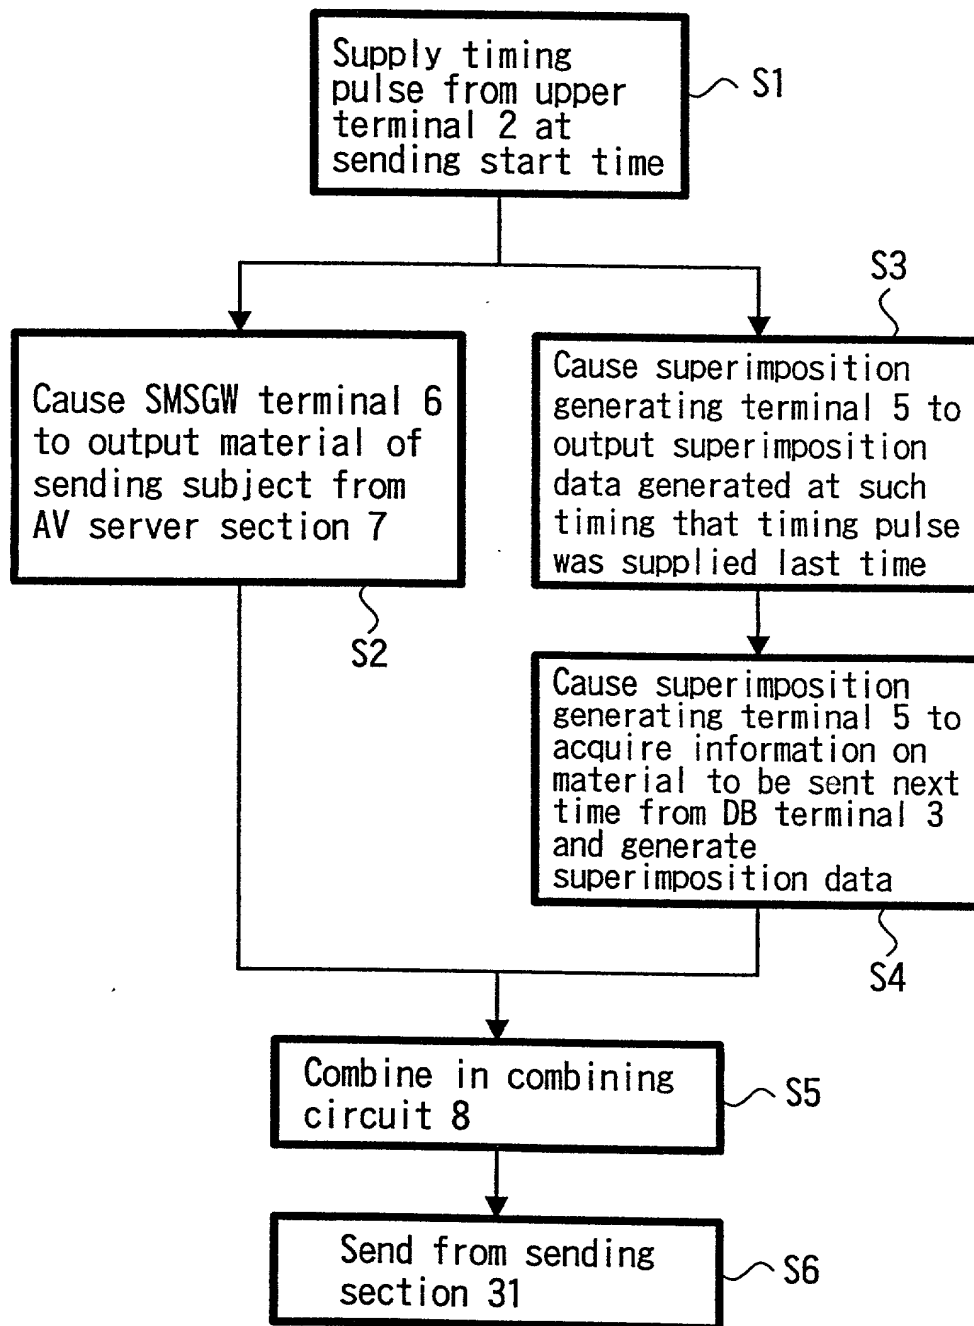 Supply timing
pulse from upper
terminal 2 at
sending start time
S1
S3
Cause SMSGW terminal 6
to output material of
sending subject from
AV server section 7
S2
Cause superimposition
generating terminal 5 to
output superimposition
data generated at such
timing that timing pulse
was supplied last time
Cause superimposition
generating terminal 5 to
acquire information on
material to be sent next
time from DB terminal 3
and generate
superimposition data
S4
Combine in combining
circuit 8
S5
Send from sending
section 31
S6